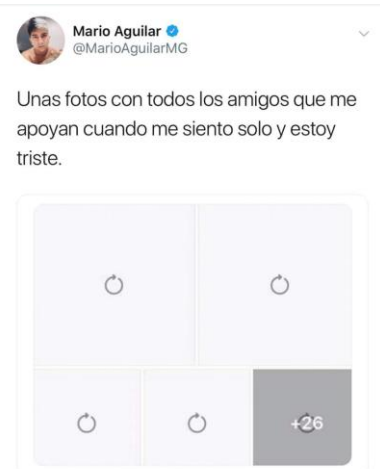 Mario Aguilar
@MarioAguilarMG
Unas fotos con todos los amigos que me
apoyan cuando me siento solo y estoy
triste.
+26